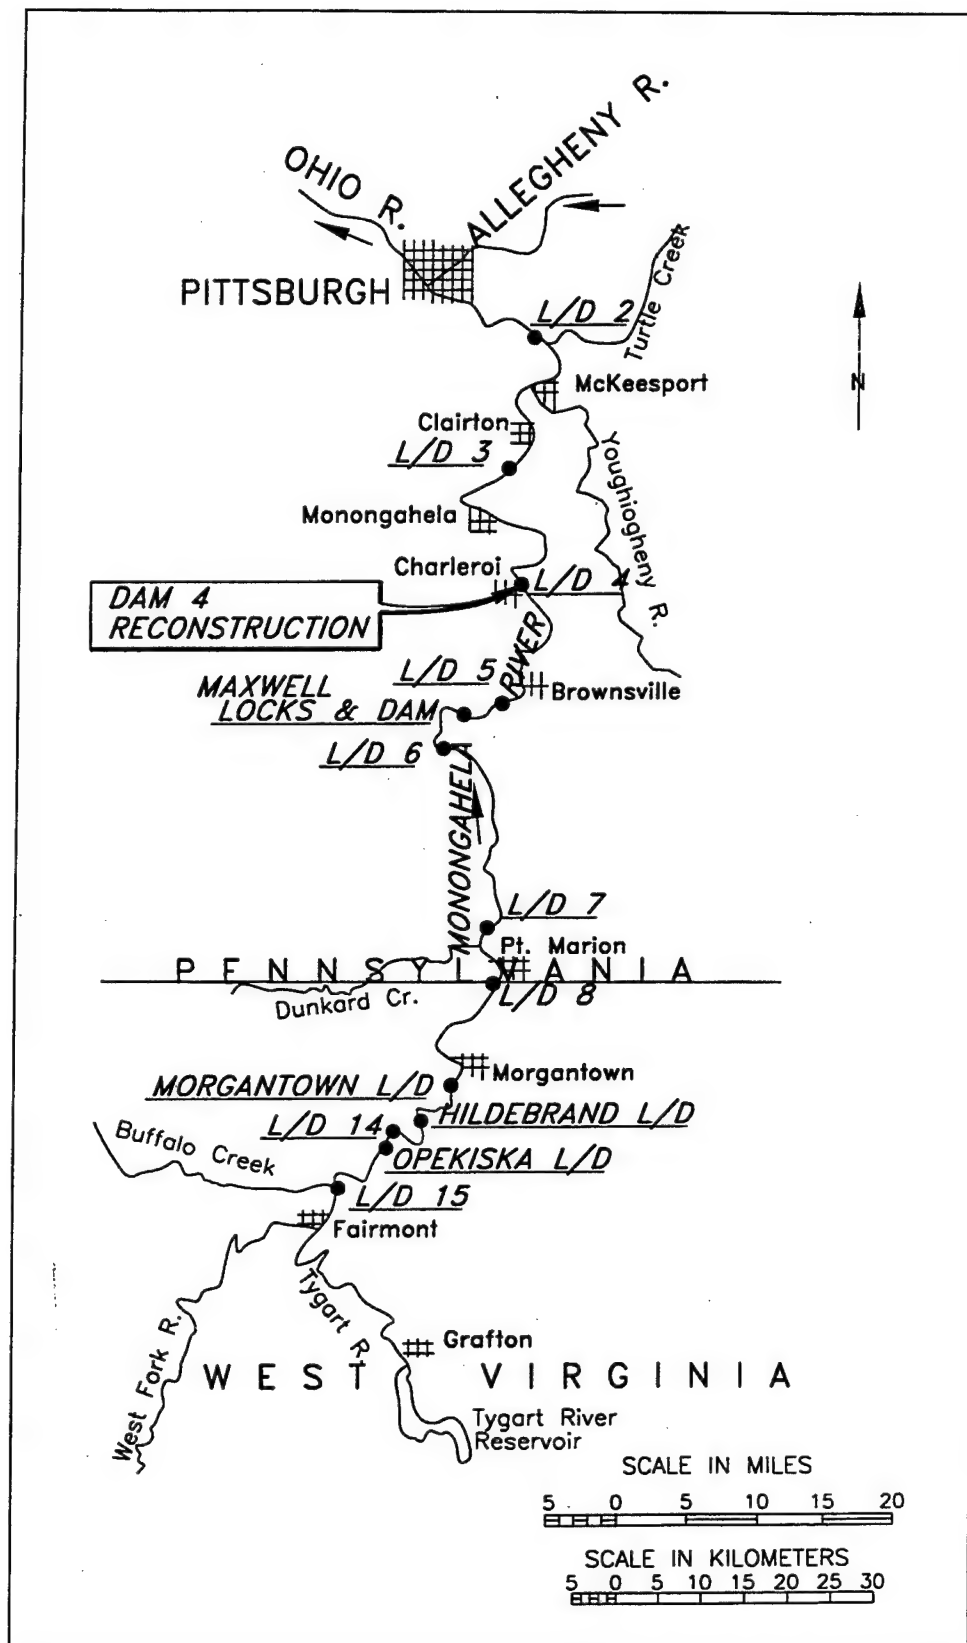 OHIO R.
ALLEGHENY R.
PITTSBURGH
L/D 2
Turtle Creek
N
McKeesport
Clairton
L/D 3
Youghiogheny R.
Monongahela
Charleroi
L/D 4
DAM 4
RECONSTRUCTION
L/D 5
MONONGAHELA RIVER
Brownsville
MAXWELL
LOCKS & DAM
L/D 6
L/D 7
Pt. Marion
PENNSYLVANIA
Dunkard Cr.
L/D 8
Morgantown
MORGANTOWN L/D
HILDEBRAND L/D
L/D 14
Buffalo Creek
OPEKISKA L/D
L/D 15
Fairmont
Tygart R.
West Fork R.
Grafton
WEST VIRGINIA
Tygart River
Reservoir
SCALE IN MILES
5 0 5 10 15 20
SCALE IN KILOMETERS
5 0 5 10 15 20 25 30